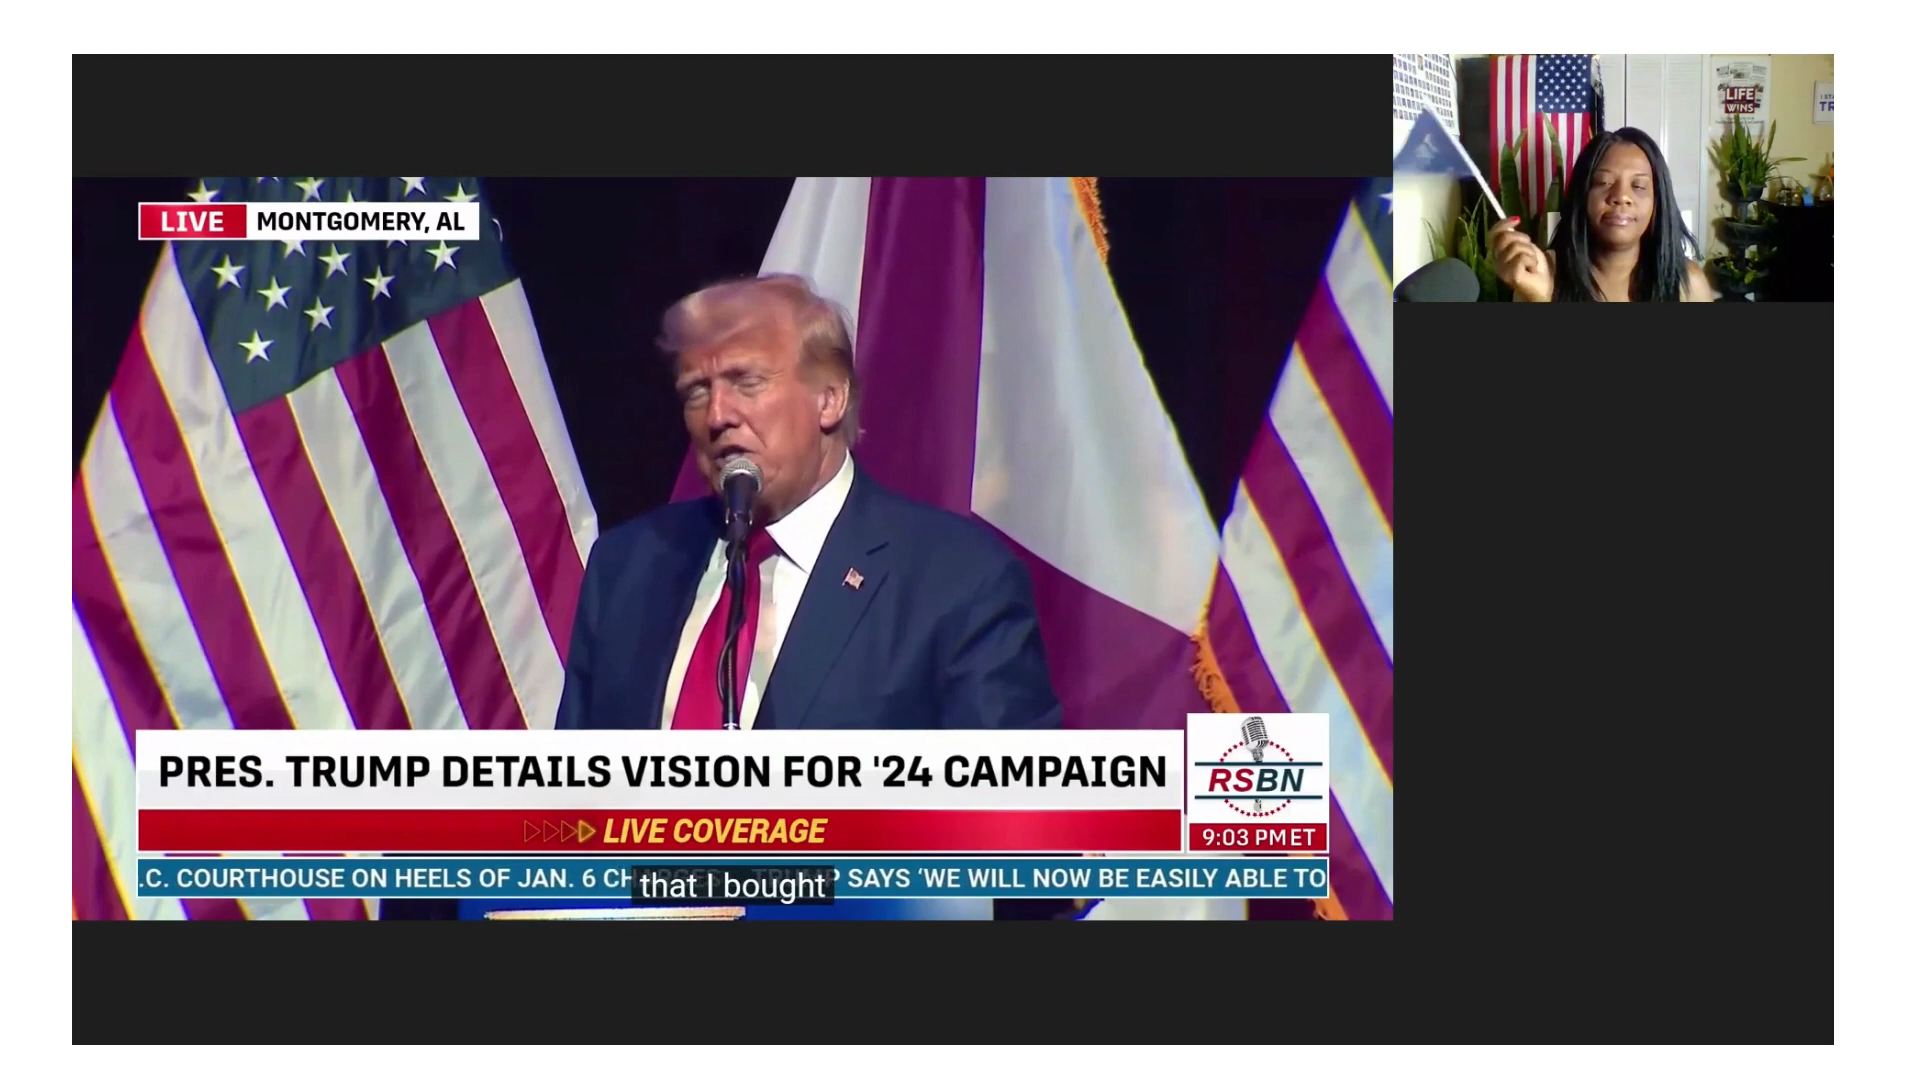 LIVE MONTGOMERY, AL
LIFE
WINS
TR
PRES. TRUMP DETAILS VISION FOR '24 CAMPAIGN
RSBN
LIVE COVERAGE
9:03 PM ET
.C. COURTHOUSE ON HEELS OF JAN. 6 CH SAYS ‘WE WILL NOW BE EASILY ABLE TO
that I bought